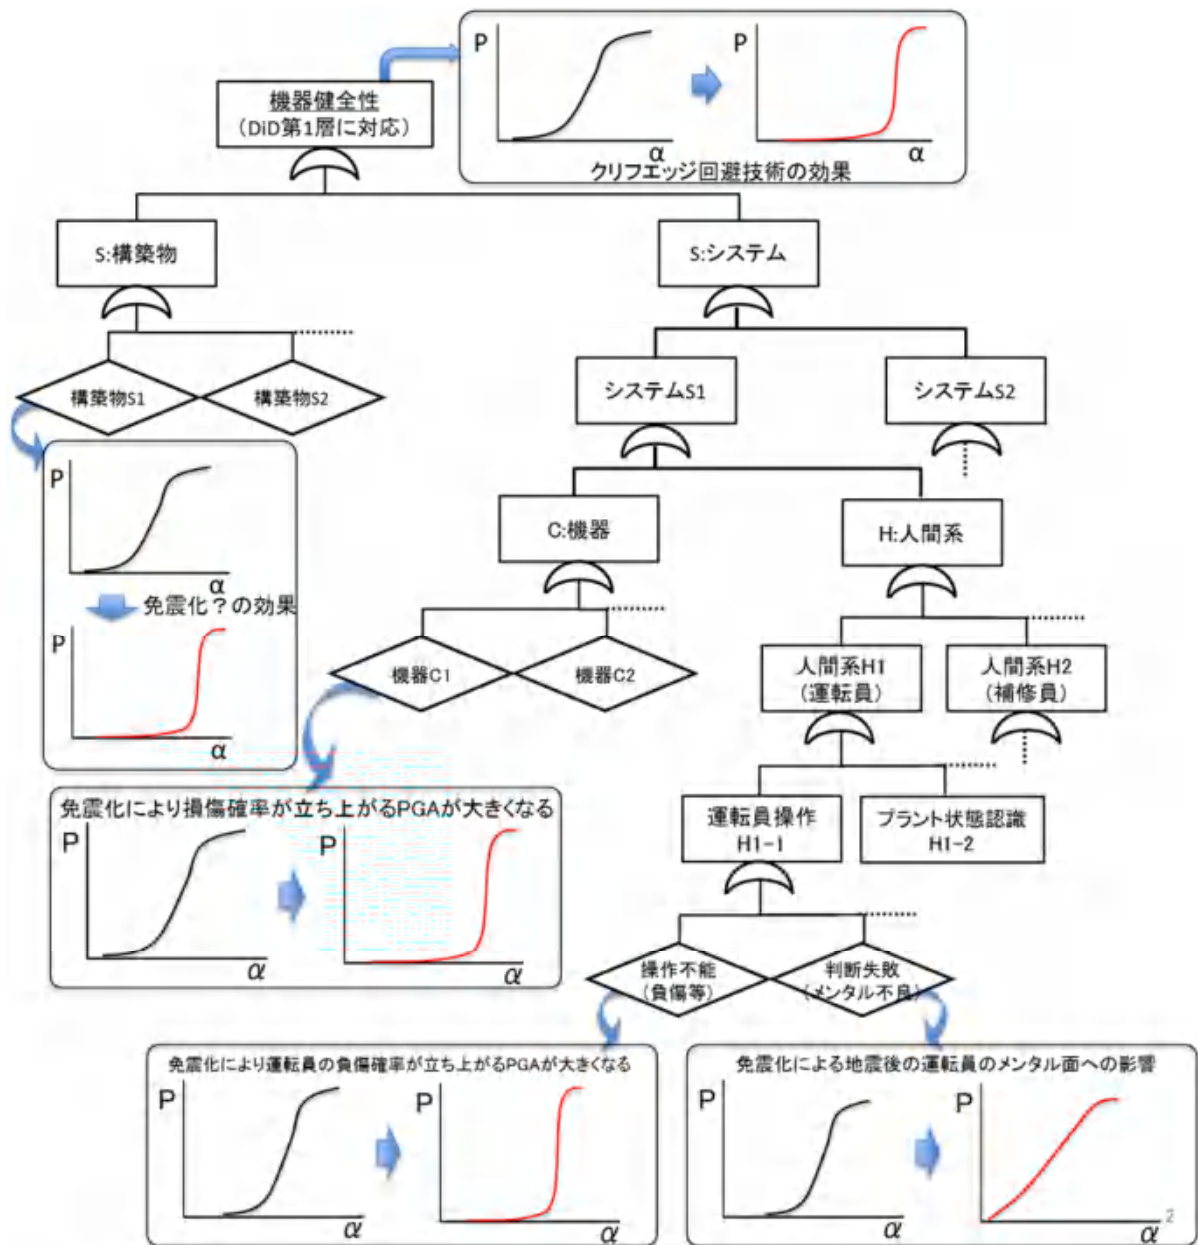 P
P
α
α
クリフエッジ回避技術の効果
機器健全性
(DiD第1層に対応)
S:構築物
S:システム
構築物S1
構築物S2
システムS1
システムS2
P
α
免震化?の効果
P
α
C:機器
H:人間系
機器C1
機器C2
人間系H1
(運転員)
人間系H2
(補修員)
免震化により損傷確率が立ち上がるPGAが大きくなる
P
P
α
α
運転員操作
H1-1
プラント状態認識
H1-2
操作不能
(負傷等)
判断失敗
(メンタル不良)
免震化により運転員の負傷確率が立ち上がるPGAが大きくなる
P
P
α
α
免震化による地震後の運転員のメンタル面への影響
P
P
α
α
2